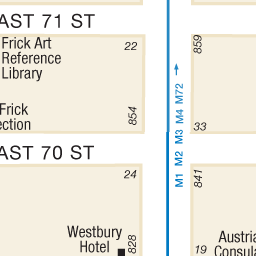 AST 71 ST
Frick Art
Reference
Library
22
859
M1 M2 M3 M4 M72
Frick
ection
854
33
AST 70 ST
24
841
Westbury
Hotel
828
Austria
Consula
19